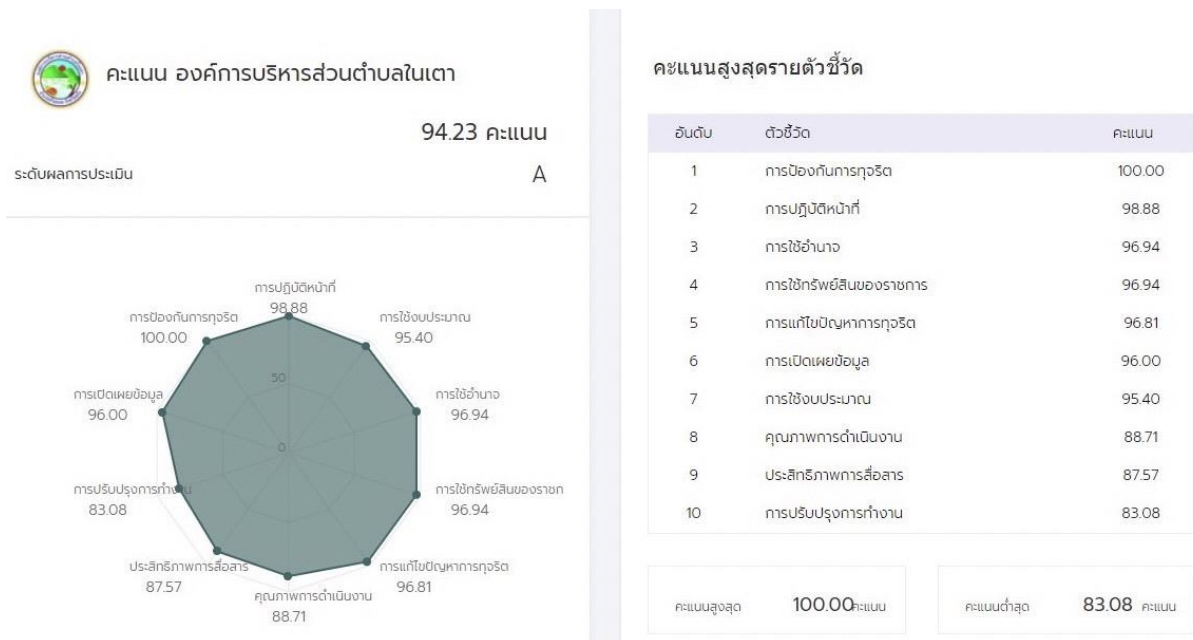 คะแนน องค์การบริหารส่วนตำบลในเตา
94.23 คะแนน
ระดับผลการประเมิน A
การปฏิบัติหน้าที่
98.88
การป้องกันการทุจริต
100.00
การใช้งบประมาณ
95.40
50
การเปิดเผยข้อมูล
96.00
การใช้อำนาจ
96.94
0
การปรับปรุงการทำงาน
83.08
การใช้ทรัพย์สินของราชก
96.94
ประสิทธิภาพการสื่อสาร
87.57
การแก้ไขปัญหาการทุจริต
96.81
คุณภาพการดำเนินงาน
88.71
คะแนนสูงสุดรายตัวชี้วัด
อันดับ ตัวชี้วัด คะแนน
1 การป้องกันการทุจริต 100.00
2 การปฏิบัติหน้าที่ 98.88
3 การใช้อำนาจ 96.94
4 การใช้ทรัพย์สินของราชการ 96.94
5 การแก้ไขปัญหาการทุจริต 96.81
6 การเปิดเผยข้อมูล 96.00
7 การใช้งบประมาณ 95.40
8 คุณภาพการดำเนินงาน 88.71
9 ประสิทธิภาพการสื่อสาร 87.57
10 การปรับปรุงการทำงาน 83.08
คะแนนสูงสุด 100.00 คะแนน
คะแนนต่ำสุด 83.08 คะแนน